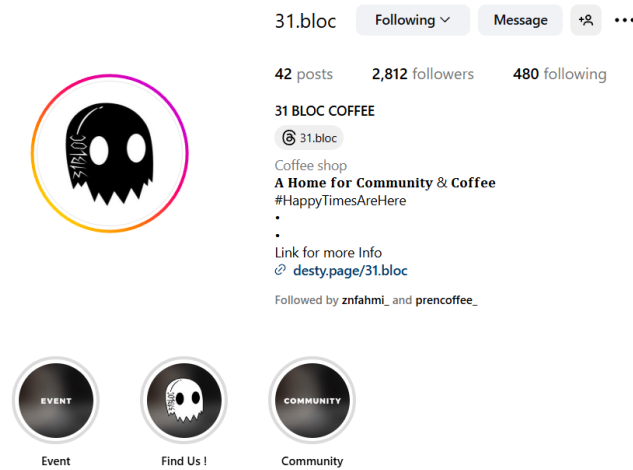 31.bloc
Following
Message
42 posts
2,812 followers
480 following
31 BLOC COFFEE
31.bloc
Coffee shop
A Home for Community & Coffee
#HappyTimesAreHere
•
•
Link for more Info
desty.page/31.bloc
Followed by znfahmi_ and prencoffee_
31BLOC
EVENT
31BLOC
COMMUNITY
Event
Find Us !
Community